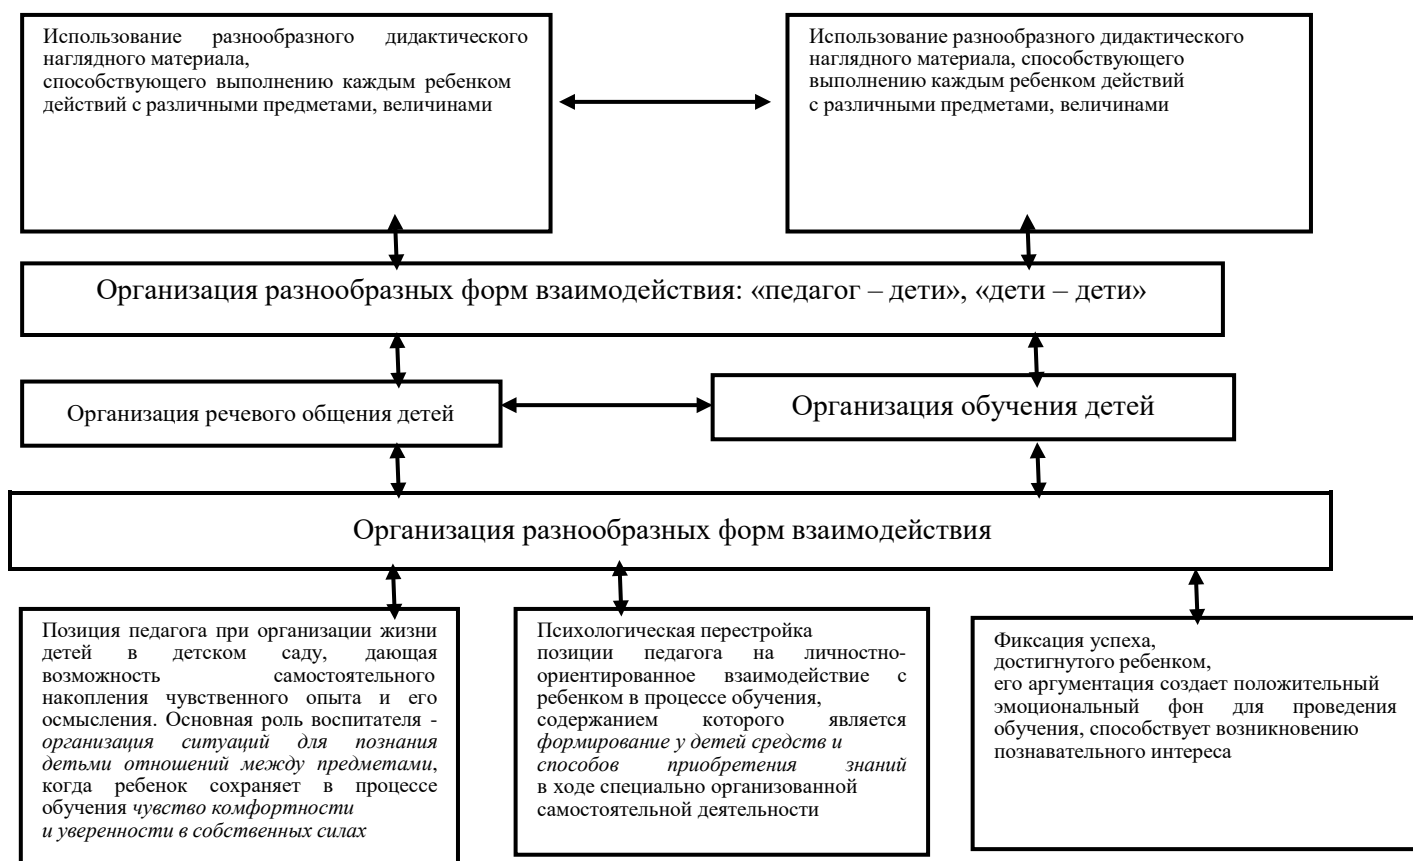 Использование разнообразного дидактического
наглядного материала,
способствующего выполнению каждым ребенком
действий с различными предметами, величинами
Использование разнообразного дидактического
наглядного материала, способствующего
выполнению каждым ребенком действий
с различными предметами, величинами
Организация разнообразных форм взаимодействия: «педагог – дети», «дети – дети»
Организация речевого общения детей
Организация обучения детей
Организация разнообразных форм взаимодействия
Позиция педагога при организации жизни
детей в детском саду, дающая
возможность самостоятельного
накопления чувственного опыта и его
осмысления. Основная роль воспитателя -
организация ситуаций для познания
детьми отношений между предметами,
когда ребенок сохраняет в процессе
обучения чувство комфортности
и уверенности в собственных силах
Психологическая перестройка
позиции педагога на личностно-
ориентированное взаимодействие с
ребенком в процессе обучения,
содержанием которого является
формирование у детей средств и
способов приобретения знаний
в ходе специально организованной
самостоятельной деятельности
Фиксация успеха,
достигнутого ребенком,
его аргументация создает положительный
эмоциональный фон для проведения
обучения, способствует возникновению
познавательного интереса